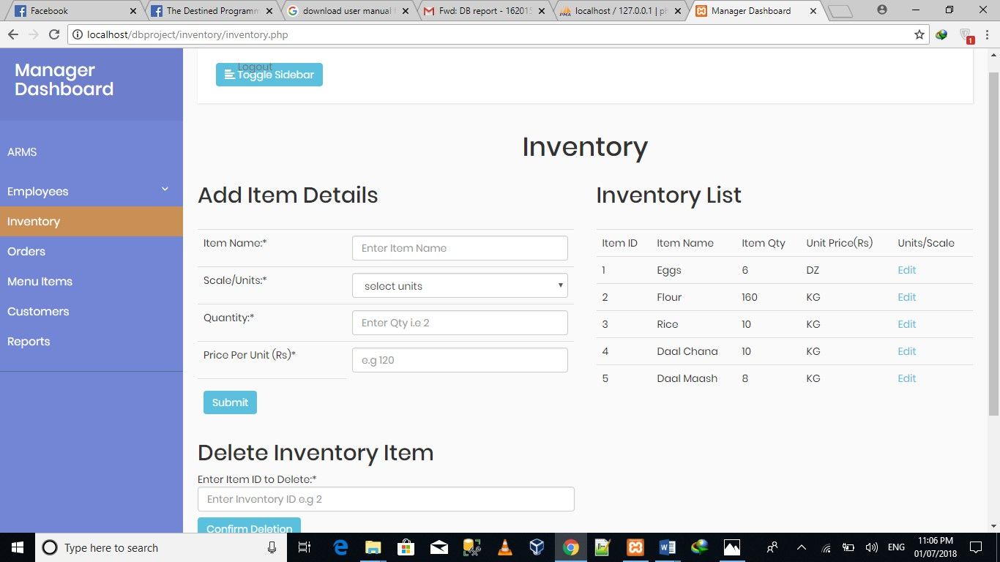 Facebook
The Destined Programm
download user manual
Fwd: DB report - 16201
localhost / 127.0.0.1 | p
Manager Dashboard
localhost/dbproject/inventory/inventory.php
1
Manager
Dashboard
ARMS
Employees
Inventory
Orders
Menu Items
Customers
Reports
Logout
Toggle Sidebar
Inventory
Add Item Details
Item Name:*
Enter Item Name
Scale/Units:*
select units
Quantity:*
Enter Qty i.e 2
Price Per Unit (Rs)*
e.g 120
Submit
Inventory List
Item ID Item Name Item Qty Unit Price(Rs) Units/Scale
1 Eggs 6 DZ Edit
2 Flour 160 KG Edit
3 Rice 10 KG Edit
4 Daal Chana 10 KG Edit
5 Daal Maash 8 KG Edit
Delete Inventory Item
Enter Item ID to Delete:*
Enter Inventory ID e.g 2
Confirm Deletion
Type here to search
ENG
11:06 PM
01/07/2018